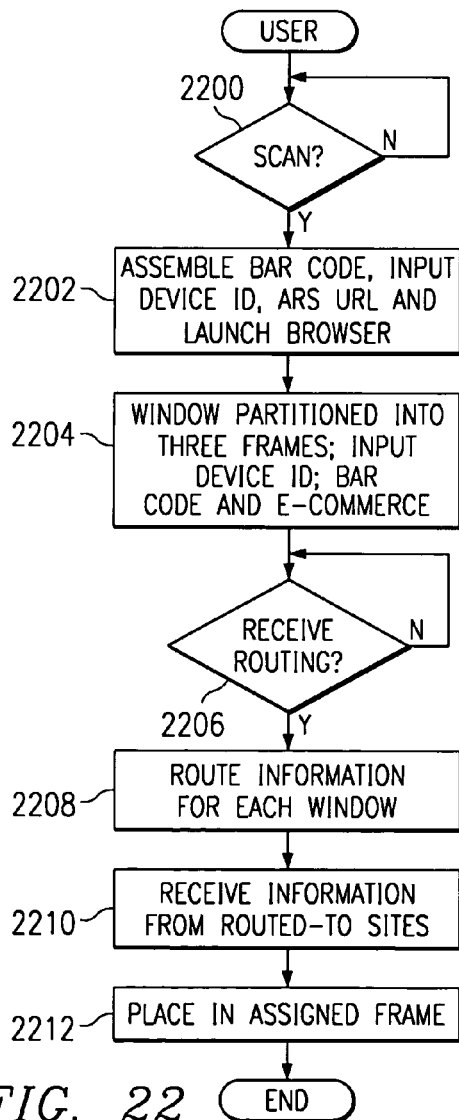 USER
2200
SCAN?
N
Y
2202
ASSEMBLE BAR CODE, INPUT
DEVICE ID, ARS URL AND
LAUNCH BROWSER
2204
WINDOW PARTITIONED INTO
THREE FRAMES; INPUT
DEVICE ID; BAR
CODE AND E-COMMERCE
RECEIVE
ROUTING?
N
2206
Y
2208
ROUTE INFORMATION
FOR EACH WINDOW
2210
RECEIVE INFORMATION
FROM ROUTED-TO SITES
2212
PLACE IN ASSIGNED FRAME
FIG. 22
END